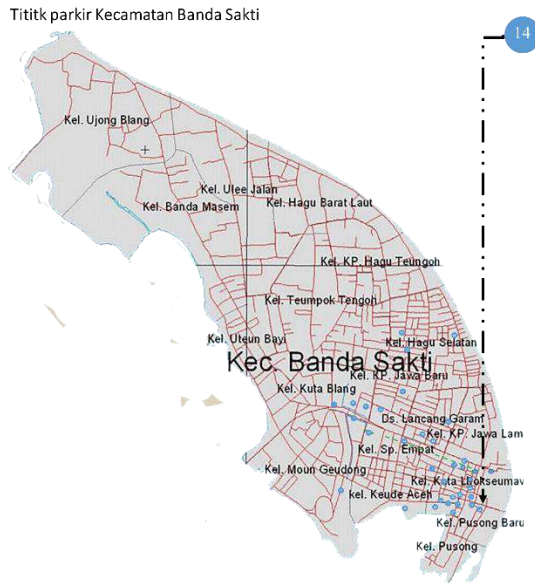 Tititk parkir Kecamatan Banda Sakti
14
Kel. Ujong Blang
Kel. Ulee Jalan
Kel. Banda Masem
Kel. Hagu Barat Laut
Kel. KP. Hagu Teungoh
Kel. Teumpok Tengoh
Kel. Uteun Bayi
Kel. Hagu Selatan
Kec. Banda Sakti
Kel. KP. Jawa Baru
Kel. Kuta Blang
Ds. Lancang Garam
Kel. KP. Jawa Lam
Kel. Sp. Empat
Kel. Moun Geudong
Kel. Kota Lhokseumaw
kel. Keude Aceh
Kel. Pusong Baru
Kel. Pusong